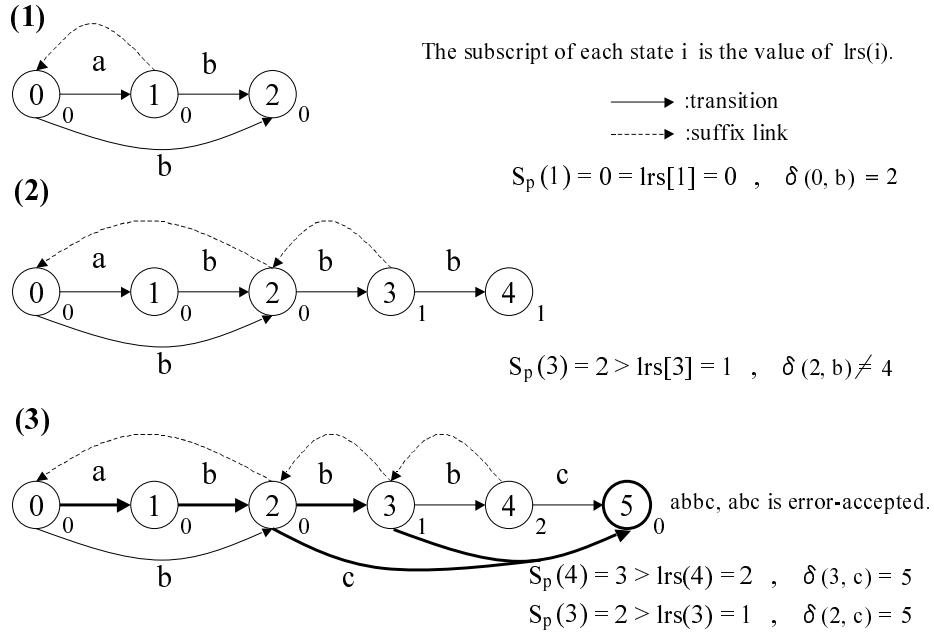 (1)
a b
0 0 1 0 2 0
b
The subscript of each state i is the value of lrs(i).
:transition
:suffix link
Sp(1) = 0 = lrs[1] = 0 , δ(0, b) = 2
(2)
a b b b
0 0 1 0 2 0 3 1 4 1
b
Sp(3) = 2 > lrs[3] = 1 , δ(2, b) ≠ 4
(3)
a b b b c
0 0 1 0 2 0 3 1 4 2 5 0
abbc, abc is error-accepted.
b c
Sp(4) = 3 > lrs(4) = 2 , δ(3, c) = 5
Sp(3) = 2 > lrs(3) = 1 , δ(2, c) = 5